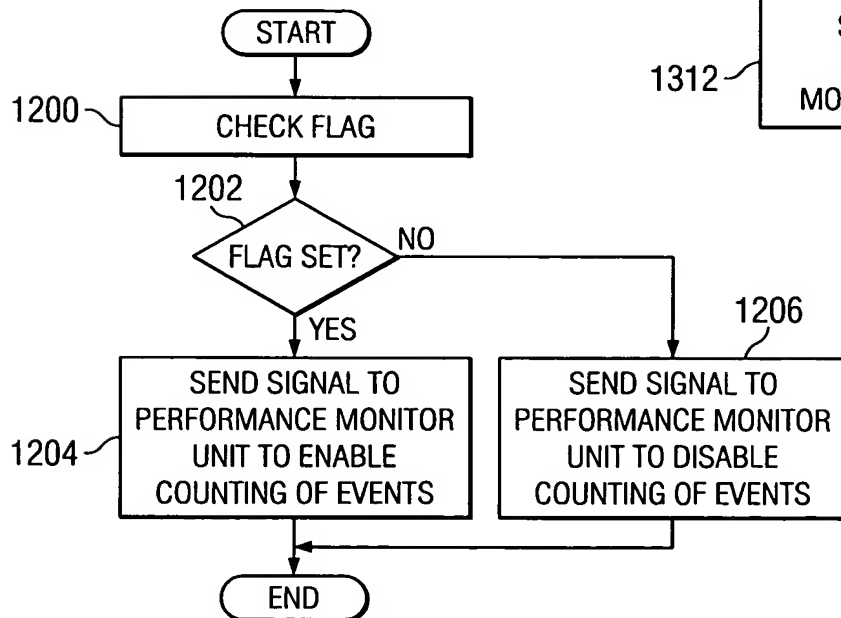 START
1200
CHECK FLAG
1202
FLAG SET?
NO
YES
1204
SEND SIGNAL TO
PERFORMANCE MONITOR
UNIT TO ENABLE
COUNTING OF EVENTS
1206
SEND SIGNAL TO
PERFORMANCE MONITOR
UNIT TO DISABLE
COUNTING OF EVENTS
END
1312